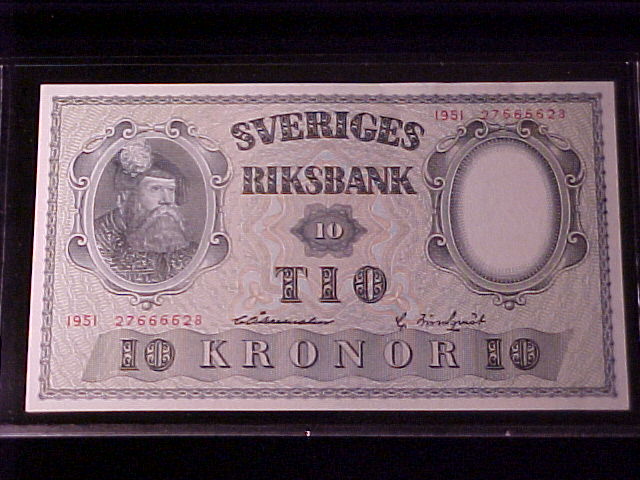 1951 27666628
SVERIGES
RIKSBANK
10
TIO
1951 27666628
10 KRONOR 10